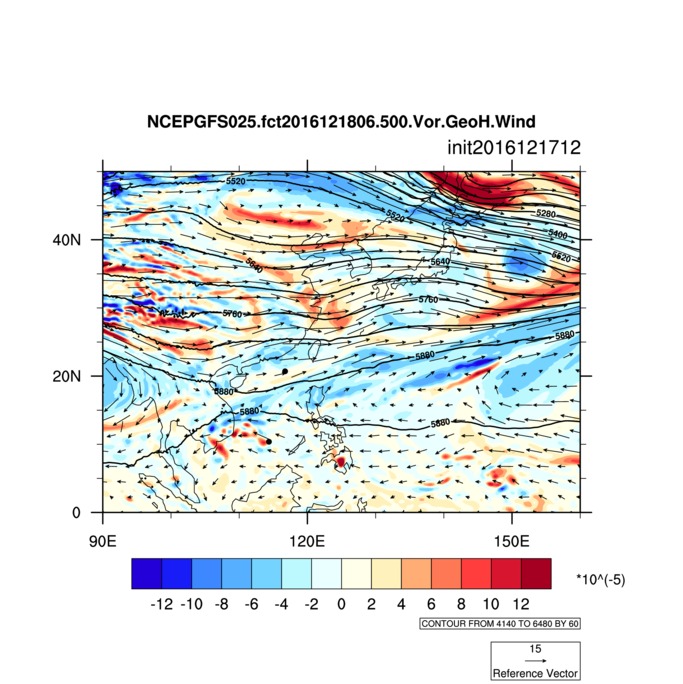 NCEPGFS025.fct2016121806.500.Vor.GeoH.Wind
init2016121712
5520
5520
5280
5400
5520
40N
5640
5640
5760
5760
5880
5880
20N
5880
5880
5880
0
90E 120E 150E
-12 -10 -8 -6 -4 -2 0 2 4 6 8 10 12
*10^(-5)
CONTOUR FROM 4140 TO 6480 BY 60
15
Reference Vector